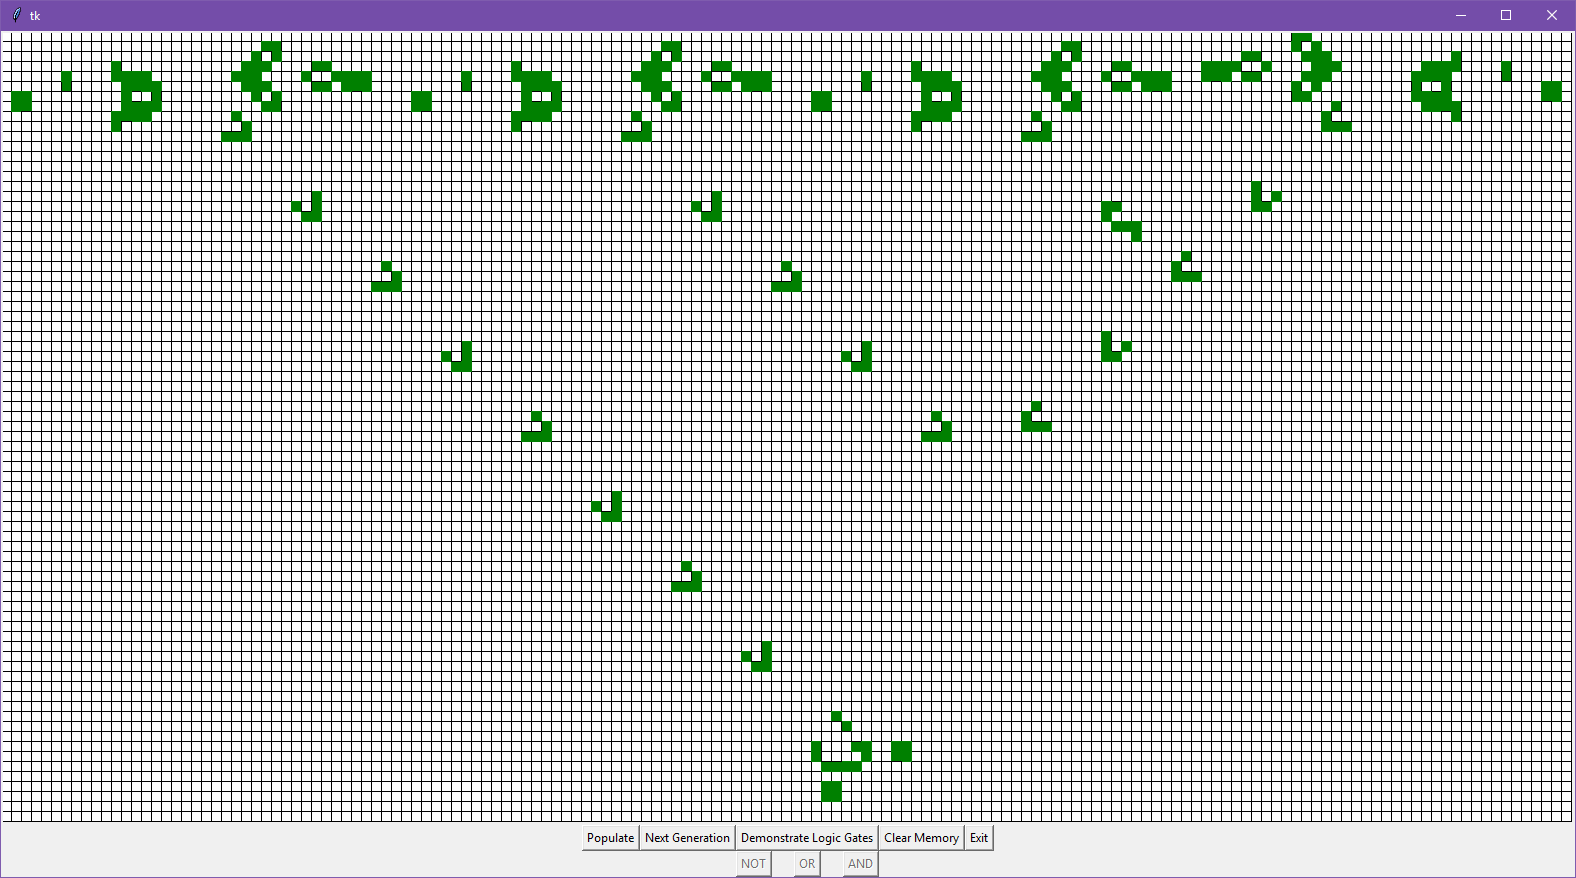 tk
Populate Next Generation Demonstrate Logic Gates Clear Memory Exit
NOT OR AND